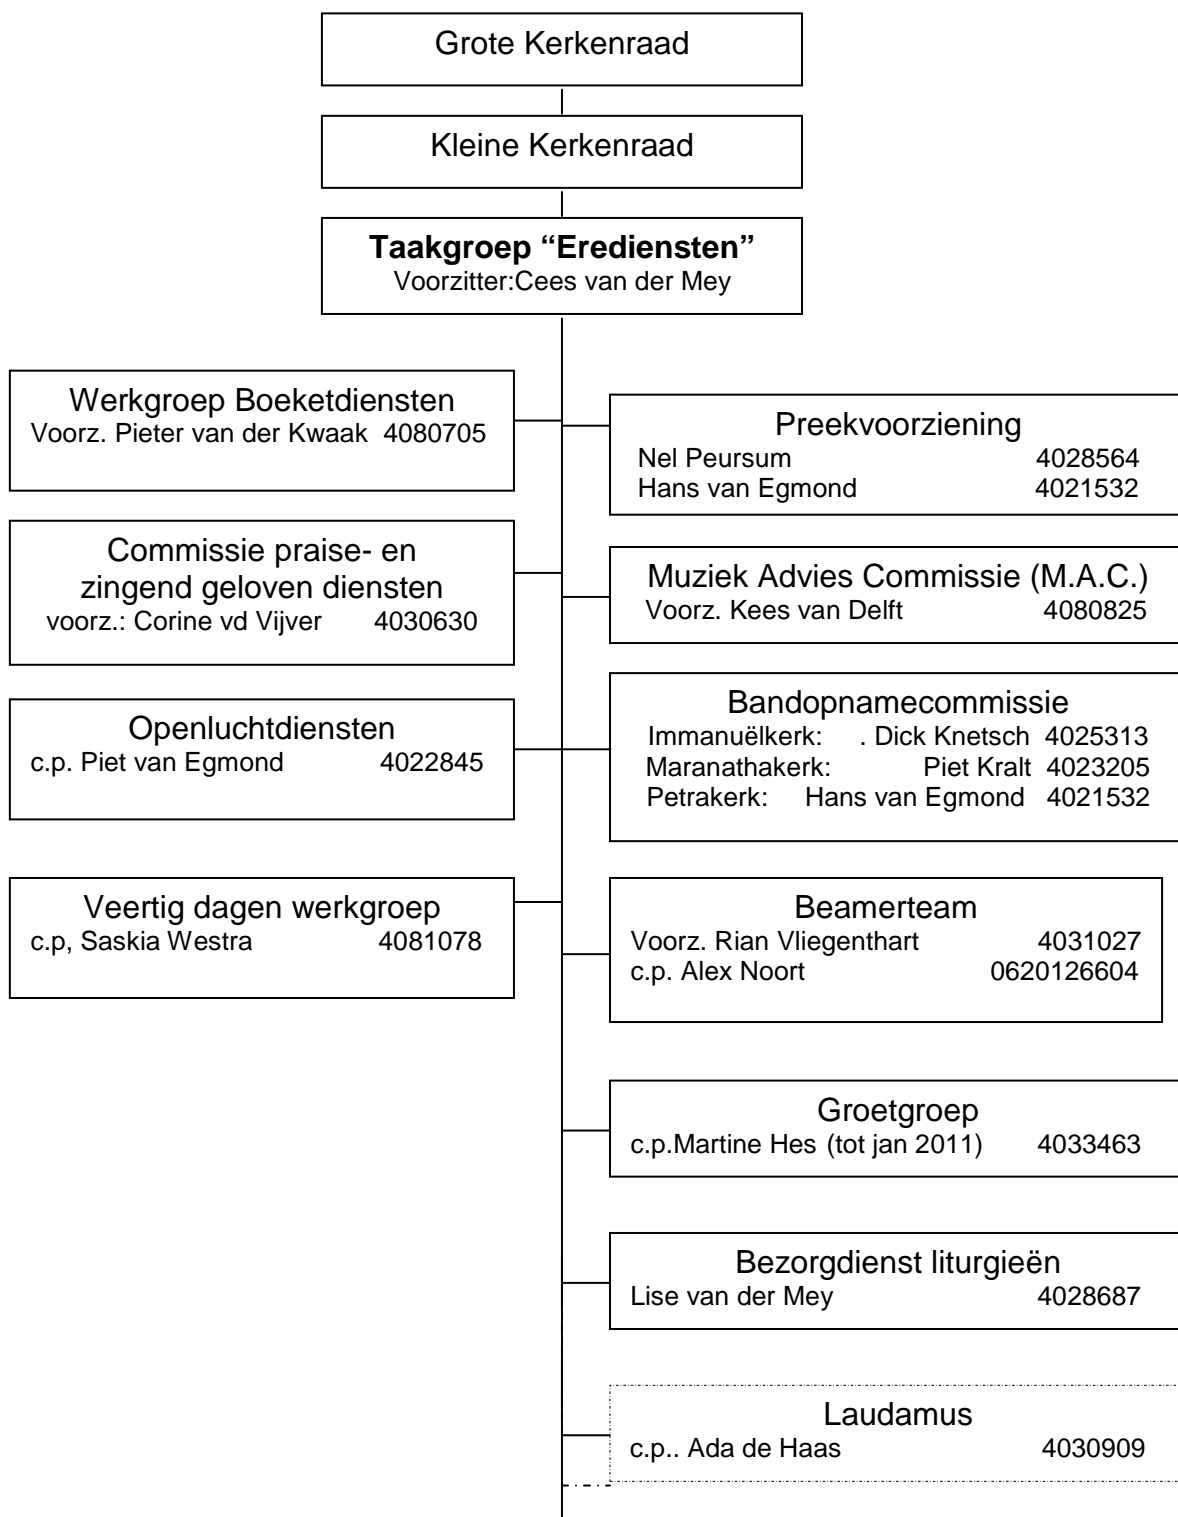 Grote Kerkenraad
Kleine Kerkenraad
Taakgroep “Erediensten”
Voorzitter:Cees van der Mey
Werkgroep Boeketdiensten
Voorz. Pieter van der Kwaak 4080705
Commissie praise- en
zingend geloven diensten
voorz.: Corine vd Vijver 4030630
Openluchtdiensten
c.p. Piet van Egmond 4022845
Veertig dagen werkgroep
c.p, Saskia Westra 4081078
Preekvoorziening
Nel Peursum 4028564
Hans van Egmond 4021532
Muziek Advies Commissie (M.A.C.)
Voorz. Kees van Delft 4080825
Bandopnamecommissie
Immanuëlkerk: . Dick Knetsch 4025313
Maranathakerk: Piet Kralt 4023205
Petrakerk: Hans van Egmond 4021532
Beamerteam
Voorz. Rian Vliegenthart 4031027
c.p. Alex Noort 0620126604
Groetgroep
c.p.Martine Hes (tot jan 2011) 4033463
Bezorgdienst liturgieën
Lise van der Mey 4028687
Laudamus
c.p.. Ada de Haas 4030909